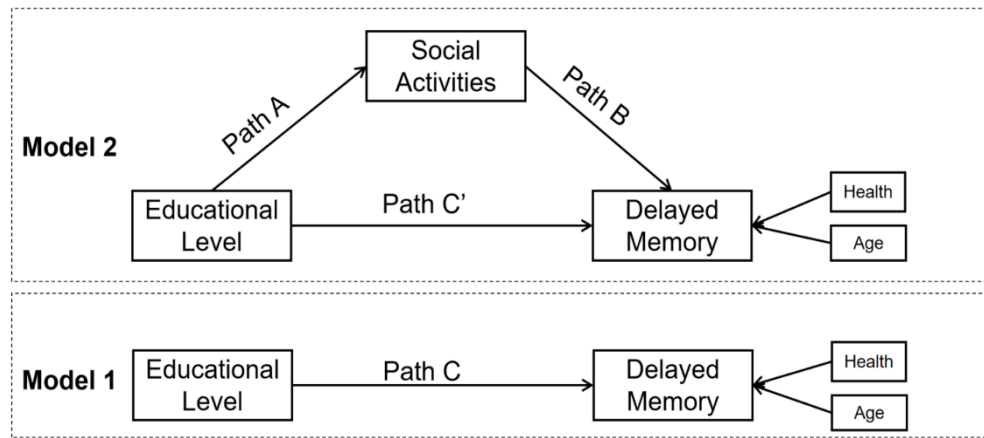 Social
Activities
Path A
Path B
Model 2
Educational
Level
Path C’
Delayed
Memory
Health
Age
Model 1
Educational
Level
Path C
Delayed
Memory
Health
Age